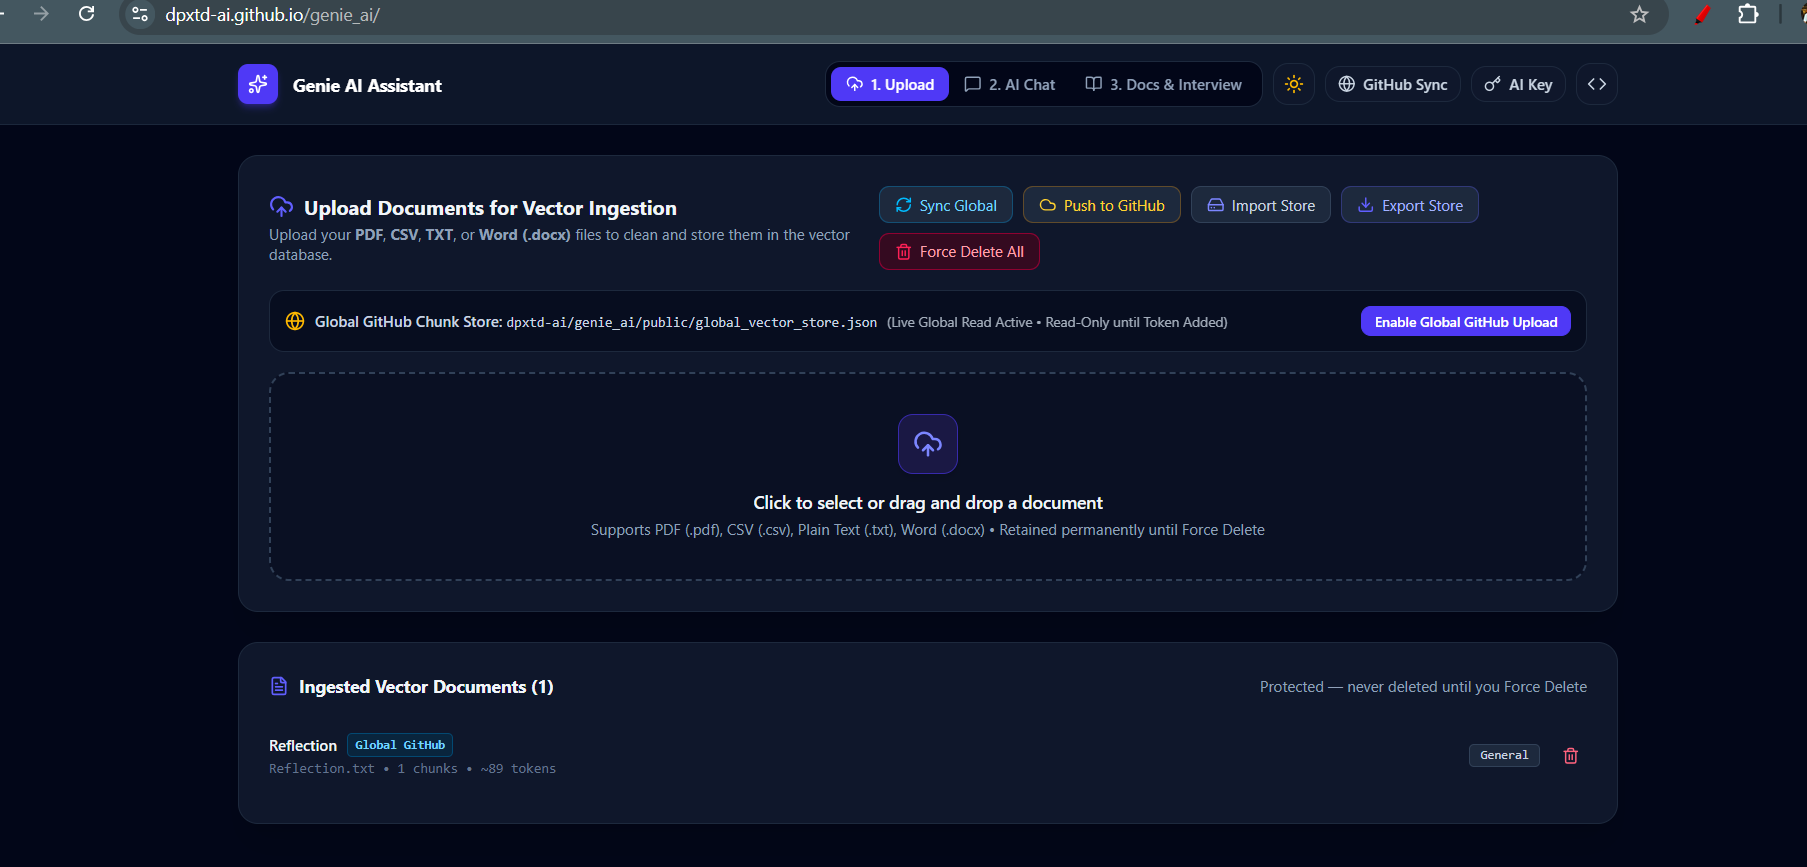 dpxtd-ai.github.io/genie_ai/
Genie AI Assistant
1. Upload
2. AI Chat
3. Docs & Interview
GitHub Sync
AI Key
Upload Documents for Vector Ingestion
Upload your PDF, CSV, TXT, or Word (.docx) files to clean and store them in the vector
database.
Sync Global
Push to GitHub
Import Store
Export Store
Force Delete All
Global GitHub Chunk Store: dpxtd-ai/genie_ai/public/global_vector_store.json (Live Global Read Active • Read-Only until Token Added)
Enable Global GitHub Upload
Click to select or drag and drop a document
Supports PDF (.pdf), CSV (.csv), Plain Text (.txt), Word (.docx) • Retained permanently until Force Delete
Ingested Vector Documents (1)
Protected — never deleted until you Force Delete
Reflection Global GitHub
Reflection.txt • 1 chunks • ~89 tokens
General